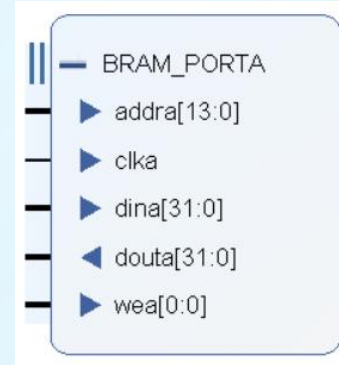 BRAM_PORTA
addra[13:0]
clka
dina[31:0]
douta[31:0]
wea[0:0]